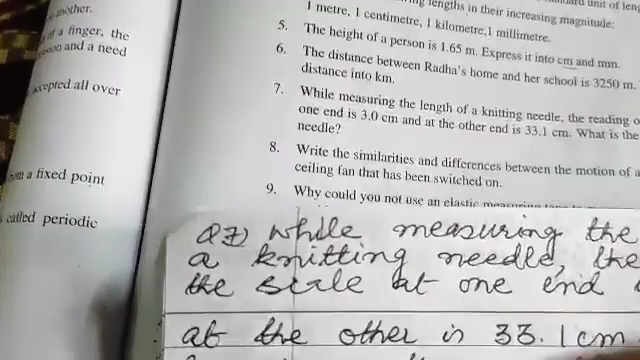 another.
of a finger, the
and a need
accepted all over
from a fixed point
called periodic
lengths in their increasing magnitude:
1 metre, 1 centimetre, 1 kilometre, 1 millimetre.
5. The height of a person is 1.65 m. Express it into cm and mm.
6. The distance between Radha's home and her school is 3250 m.
distance into km.
7. While measuring the length of a knitting needle, the reading o
one end is 3.0 cm and at the other end is 33.1 cm. What is the
needle?
8. Write the similarities and differences between the motion of a
ceiling fan that has been switched on.
9. Why could you not use an elastic measuring
Q7) While measuring the
a knitting needle, the
the scale at one end
at the other is 33.1cm